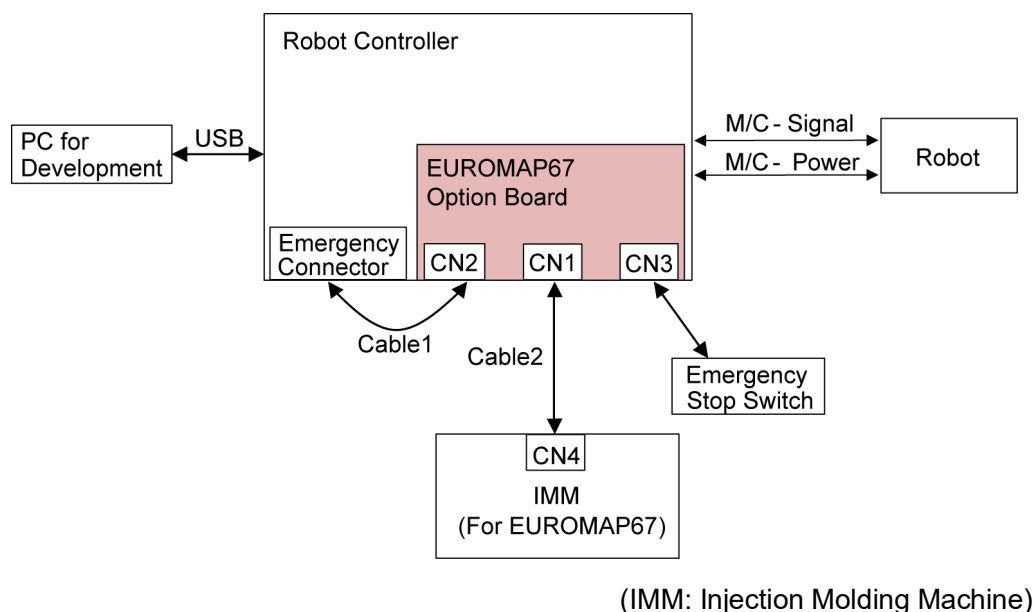 Robot Controller
PC for
Development
USB
EUROMAP67
Option Board
M/C - Signal
M/C - Power
Robot
Emergency
Connector
CN2
CN1
CN3
Cable1
Cable2
Emergency
Stop Switch
CN4
IMM
(For EUROMAP67)
(IMM: Injection Molding Machine)